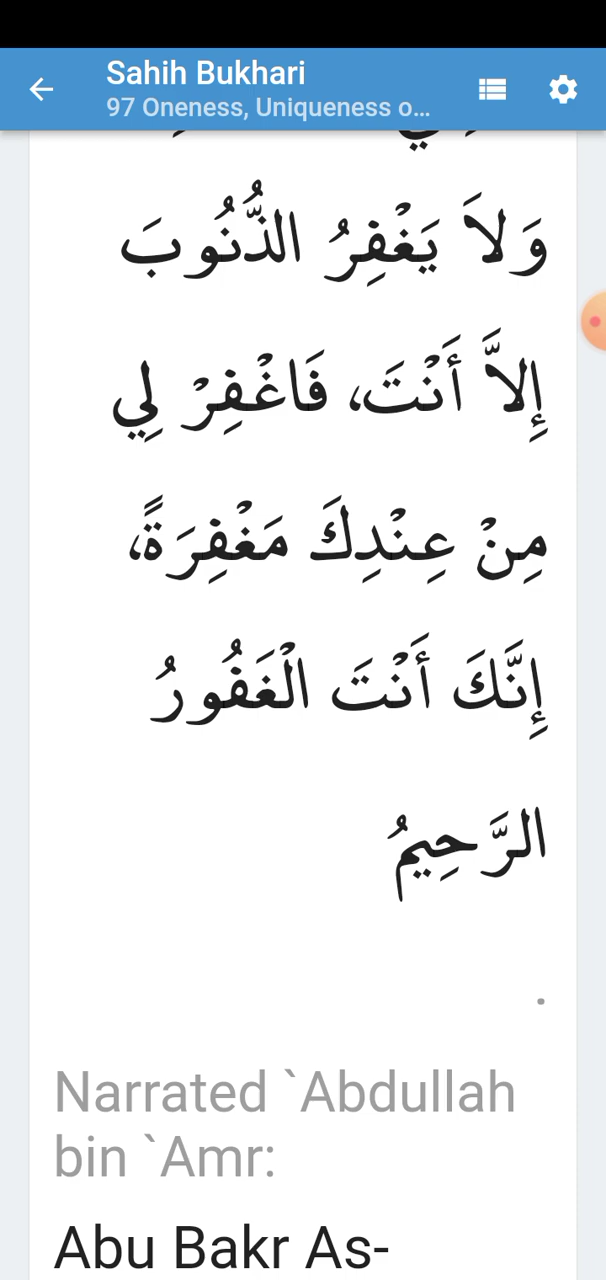 Sahih Bukhari
97 Oneness, Uniqueness o...
وَلاَ يَغْفِرُ الذُّنُوبَ
إِلاَّ أَنْتَ، فَاغْفِرْ لِي
مِنْ عِنْدِكَ مَغْفِرَةً،
إِنَّكَ أَنْتَ الْغَفُورُ
الرَّحِيمُ
.
Narrated `Abdullah
bin `Amr:
Abu Bakr As-